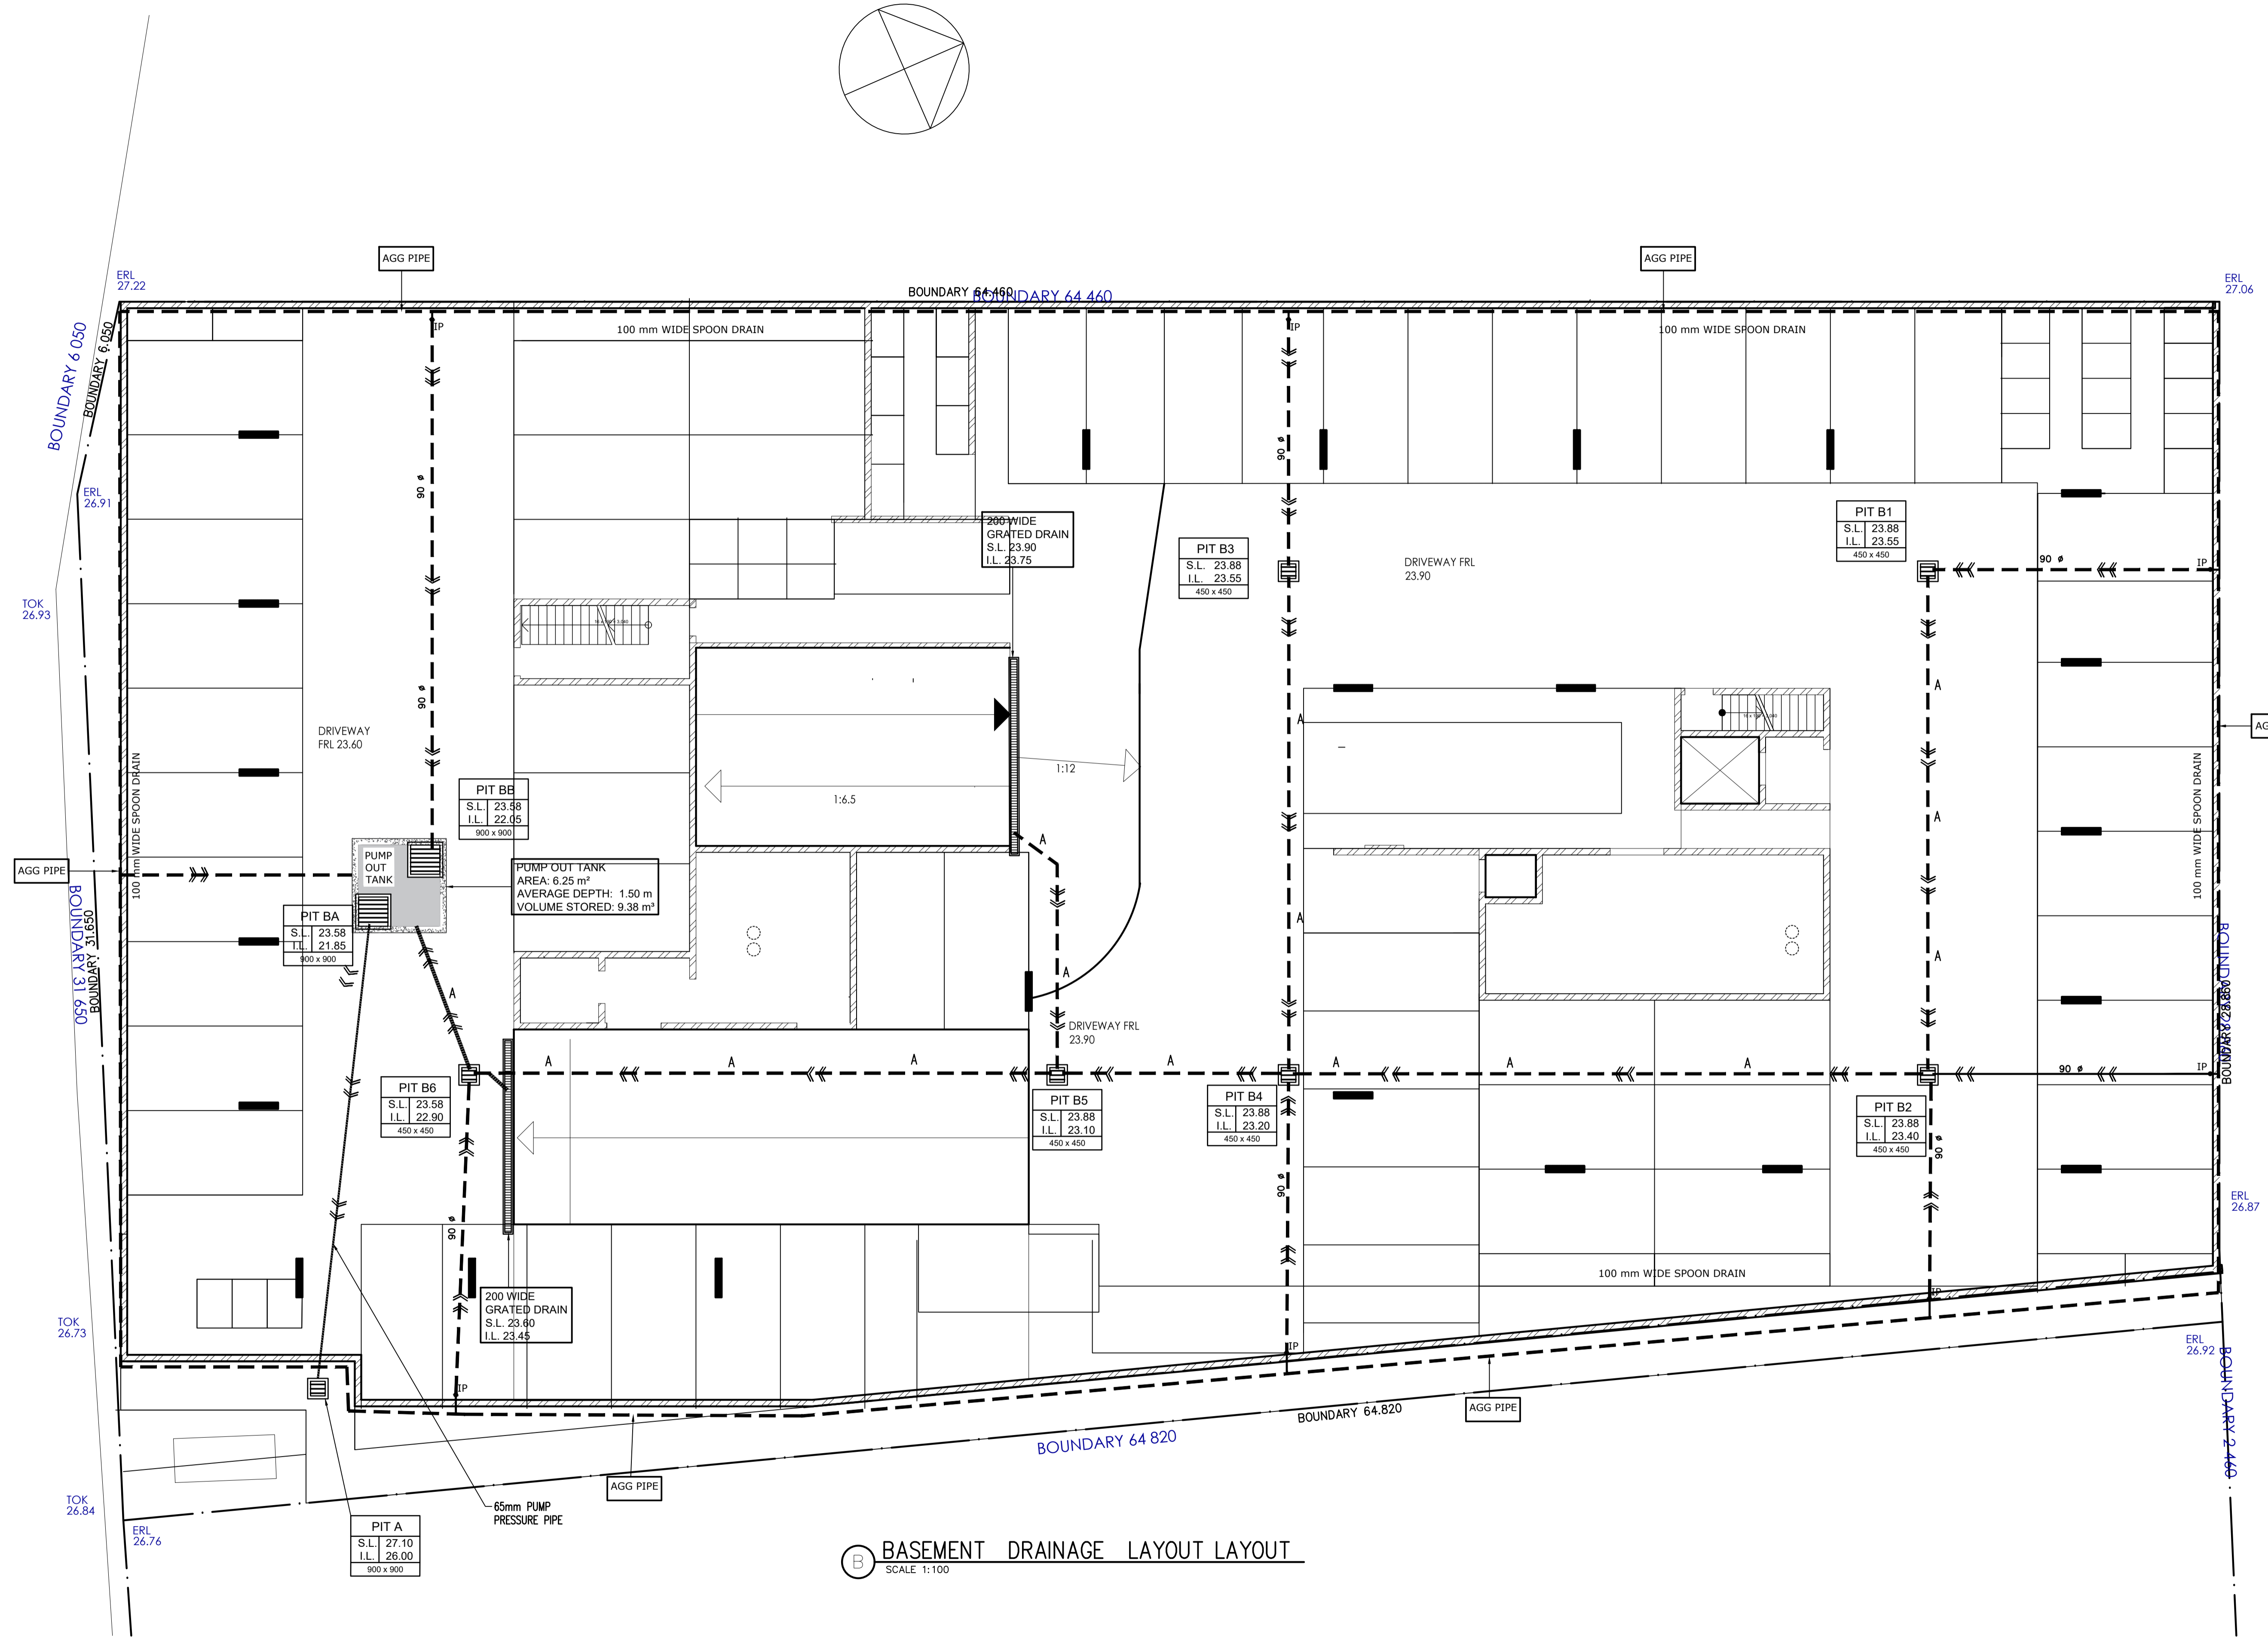 AGG PIPE
AGG PIPE
ERL
27.22
ERL
27.06
BOUNDARY 64.460
BOUNDARY 64 460
IP
100 mm WIDE SPOON DRAIN
IP
100 mm WIDE SPOON DRAIN
BOUNDARY 6 050
BOUNDARY 6.050
ERL
26.91
90 ø
90 ø
200 WIDE
GRATED DRAIN
S.L. 23.90
I.L. 23.75
PIT B3
S.L. 23.88
I.L. 23.55
450 x 450
DRIVEWAY FRL
23.90
PIT B1
S.L. 23.88
I.L. 23.55
450 x 450
90 ø
IP
TOK
26.93
90 ø
A
A
DRIVEWAY
FRL 23.60
1:12
1:6.5
PIT BB
S.L. 23.58
I.L. 22.05
900 x 900
100 mm WIDE SPOON DRAIN
100 mm WIDE SPOON DRAIN
A
A
PUMP
OUT
TANK
PUMP OUT TANK
AREA: 6.25 m²
AVERAGE DEPTH: 1.50 m
VOLUME STORED: 9.38 m³
AGG PIPE
PIT BA
S.L. 23.58
I.L. 21.85
900 x 900
BOUNDARY 31 650
BOUNDARY 31.650
A
A
A
A
DRIVEWAY FRL
23.90
A
A
A
A
A
A
A
90 ø
IP
BOUNDARY 28.850
PIT B6
S.L. 23.58
I.L. 22.90
450 x 450
PIT B5
S.L. 23.88
I.L. 23.10
450 x 450
PIT B4
S.L. 23.88
I.L. 23.20
450 x 450
PIT B2
S.L. 23.88
I.L. 23.40
450 x 450
90 ø
90 ø
90 ø
ERL
26.87
100 mm WIDE SPOON DRAIN
IP
200 WIDE
GRATED DRAIN
S.L. 23.60
I.L. 23.45
TOK
26.73
IP
ERL
26.92
IP
AGG PIPE
BOUNDARY 64.820
BOUNDARY 64 820
BOUNDARY 2 460
AGG PIPE
65mm PUMP
PRESSURE PIPE
TOK
26.84
ERL
26.76
PIT A
S.L. 27.10
I.L. 26.00
900 x 900
B
BASEMENT DRAINAGE LAYOUT LAYOUT
SCALE 1:100